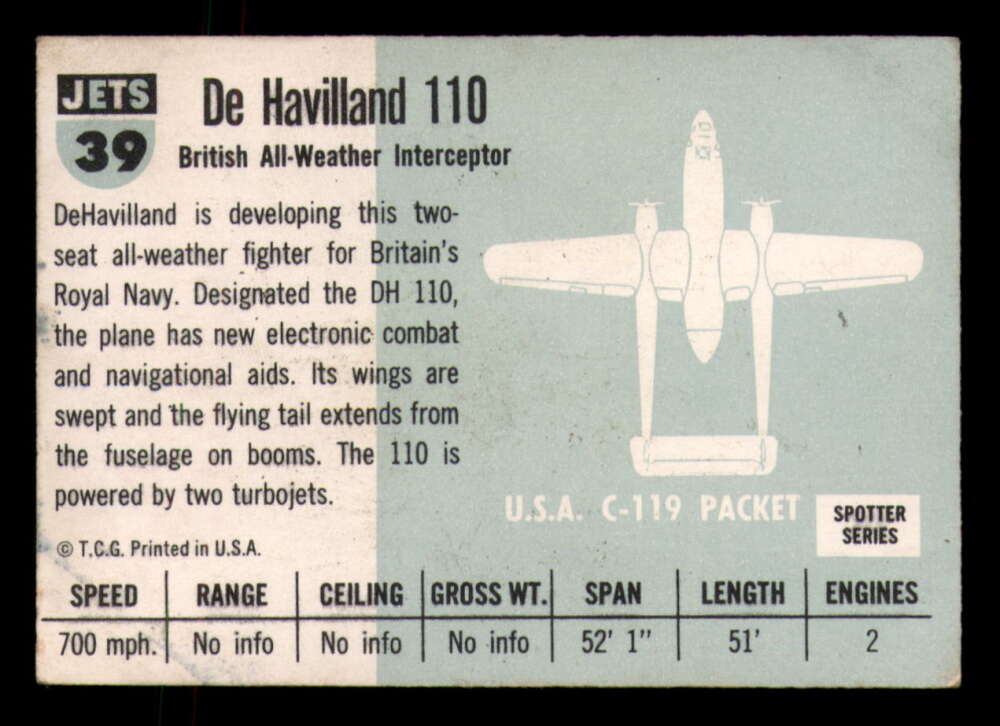 JETS
39
De Havilland 110
British All-Weather Interceptor
DeHavilland is developing this two-
seat all-weather fighter for Britain's
Royal Navy. Designated the DH 110,
the plane has new electronic combat
and navigational aids. Its wings are
swept and the flying tail extends from
the fuselage on booms. The 110 is
powered by two turbojets.
© T.C.G. Printed in U.S.A.
U.S.A. C-119 PACKET
SPOTTER
SERIES
SPEED RANGE CEILING GROSS WT. SPAN LENGTH ENGINES
700 mph. No info No info No info 52' 1" 51' 2